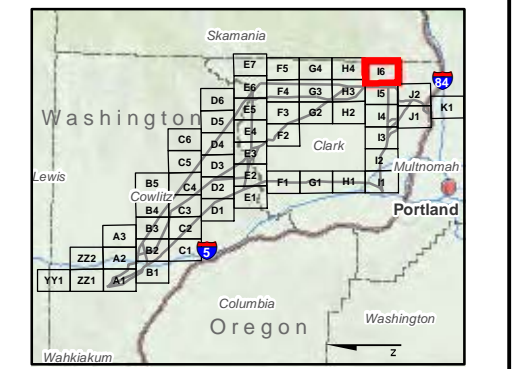 Skamania
E7 F5 G4 H4 I6
84
E6 F4 G3 H3 I5 J2
D6 K1
Washington D5 E5 F3 G2 H2 I4 J1
C6 E4 F2 I3
D4 Clark
C5 E3 I2 Multnomah
Lewis D3
B5 C4 E2 F1 G1 H1 I1
Cowlitz D2
B4 C3 E1 Portland
D1
A3 B3 C2
ZZ2 A2 B2 C1 5
YY1 ZZ1 A1 B1
Columbia
Oregon Washington
Wahkiakum
Z